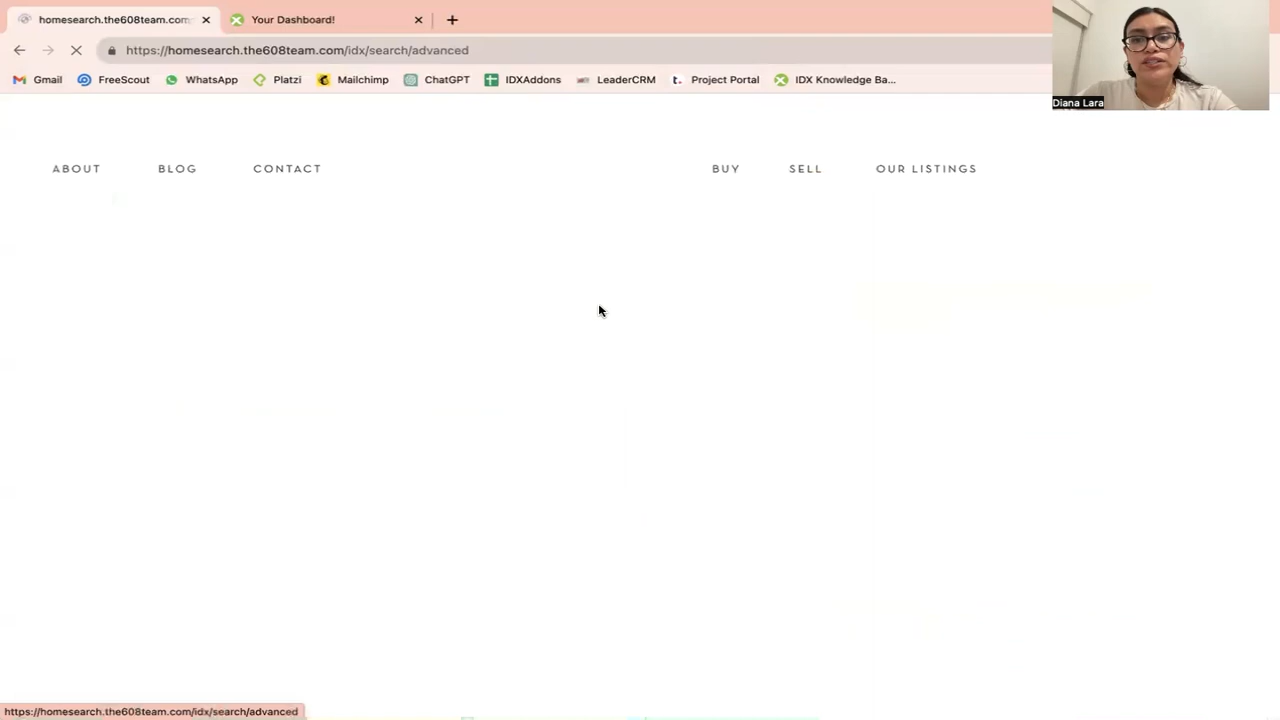 homesearch.the608team.com
Your Dashboard!
https://homesearch.the608team.com/idx/search/advanced
Gmail
FreeScout
WhatsApp
Platzi
Mailchimp
ChatGPT
IDXAddons
LeaderCRM
Project Portal
IDX Knowledge Ba...
Diana Lara
ABOUT
BLOG
CONTACT
BUY
SELL
OUR LISTINGS
https://homesearch.the608team.com/idx/search/advanced